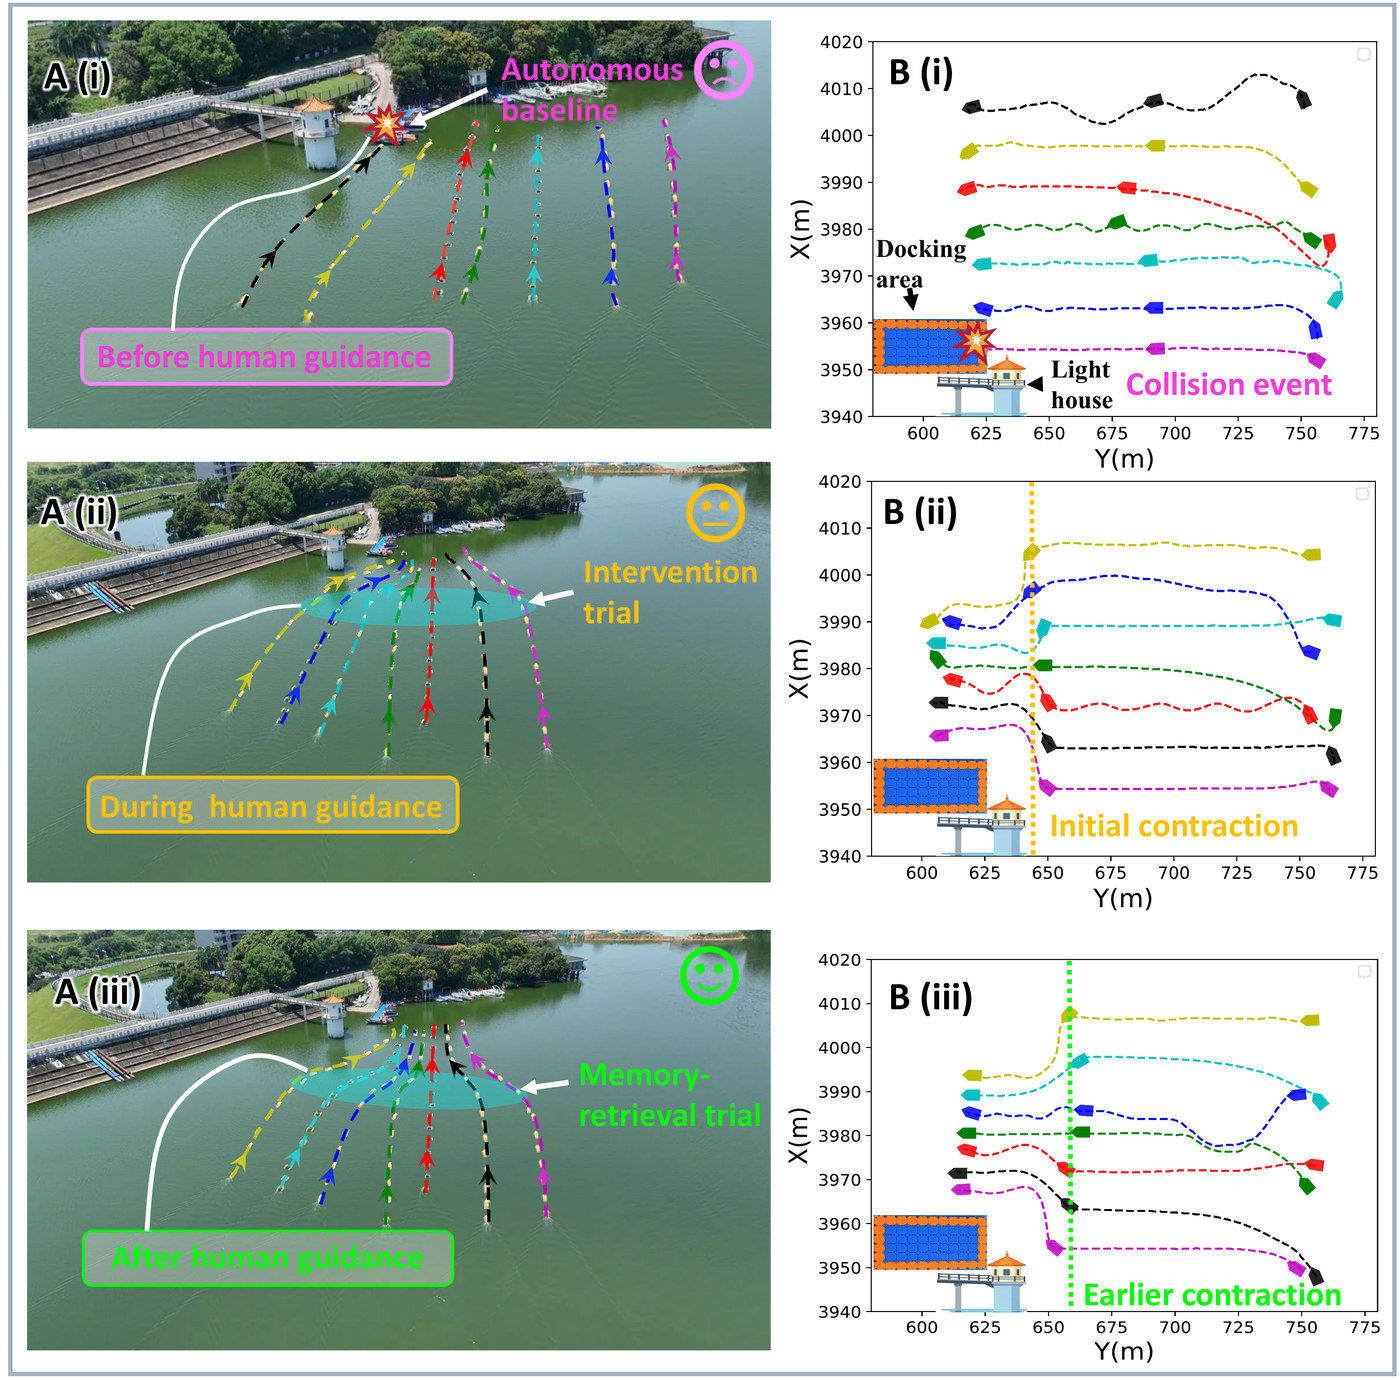 A (i)
Autonomous
baseline
Before human guidance
B (i)
4020
4010
4000
3990
3980
3970
3960
3950
3940
X(m)
Docking
area
Light
house
Collision event
600
625
650
675
700
725
750
775
Y(m)
A (ii)
Intervention
trial
During human guidance
B (ii)
4020
4010
4000
3990
3980
3970
3960
3950
3940
X(m)
Initial contraction
600
625
650
675
700
725
750
775
Y(m)
A (iii)
Memory-
retrieval trial
After human guidance
B (iii)
4020
4010
4000
3990
3980
3970
3960
3950
3940
X(m)
Earlier contraction
600
625
650
675
700
725
750
775
Y(m)